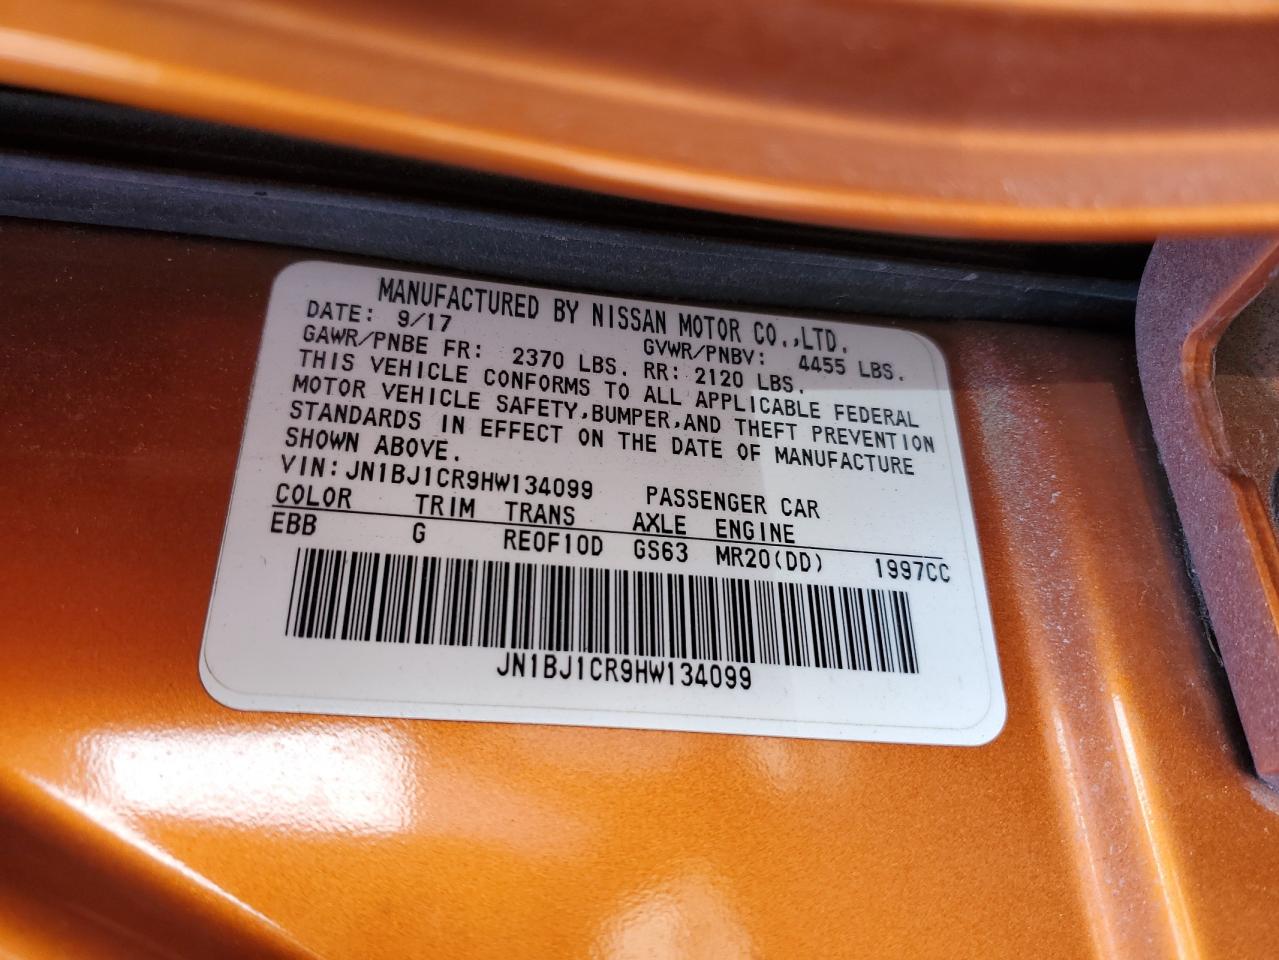 MANUFACTURED BY NISSAN MOTOR CO.,LTD.
DATE: 9/17 GVWR/PNBV: 4455 LBS.
GAWR/PNBE FR: 2370 LBS. RR: 2120 LBS.
THIS VEHICLE CONFORMS TO ALL APPLICABLE FEDERAL
MOTOR VEHICLE SAFETY,BUMPER,AND THEFT PREVENTION
STANDARDS IN EFFECT ON THE DATE OF MANUFACTURE
SHOWN ABOVE.
VIN:JN1BJ1CR9HW134099 PASSENGER CAR
COLOR TRIM TRANS AXLE ENGINE
EBB G RE0F10D GS63 MR20(DD) 1997CC
JN1BJ1CR9HW134099